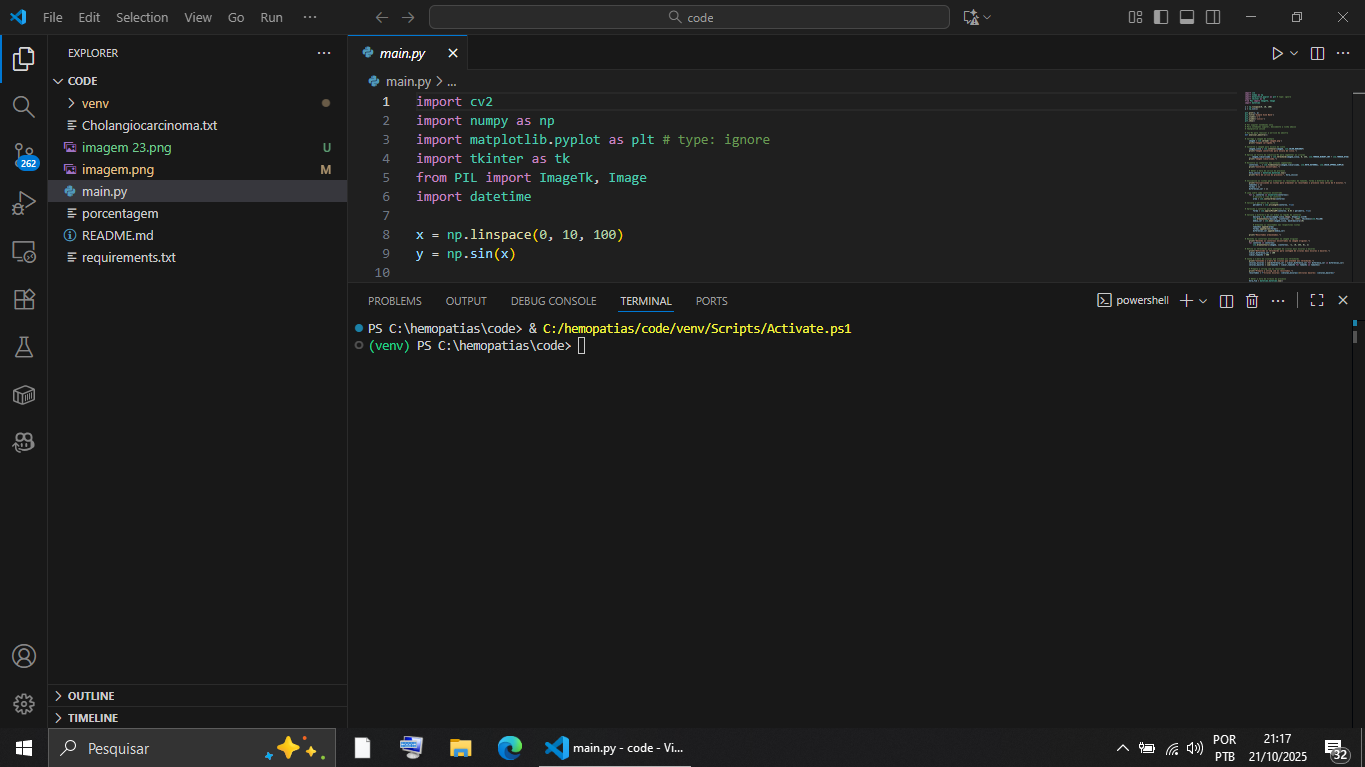 File Edit Selection View Go Run ···
code
EXPLORER
CODE
venv
Cholangiocarcinoma.txt
imagem 23.png U
imagem.png M
main.py
porcentagem
README.md
requirements.txt
262
OUTLINE
TIMELINE
main.py
main.py > ...
1 import cv2
2 import numpy as np
3 import matplotlib.pyplot as plt # type: ignore
4 import tkinter as tk
5 from PIL import ImageTk, Image
6 import datetime
7
8 x = np.linspace(0, 10, 100)
9 y = np.sin(x)
10
PROBLEMS OUTPUT DEBUG CONSOLE TERMINAL PORTS
powershell
PS C:\hemopatias\code> & C:/hemopatias/code/venv/Scripts/Activate.ps1
(venv) PS C:\hemopatias\code>
Pesquisar
main.py - code - Vi...
POR
PTB
21:17
21/10/2025
32